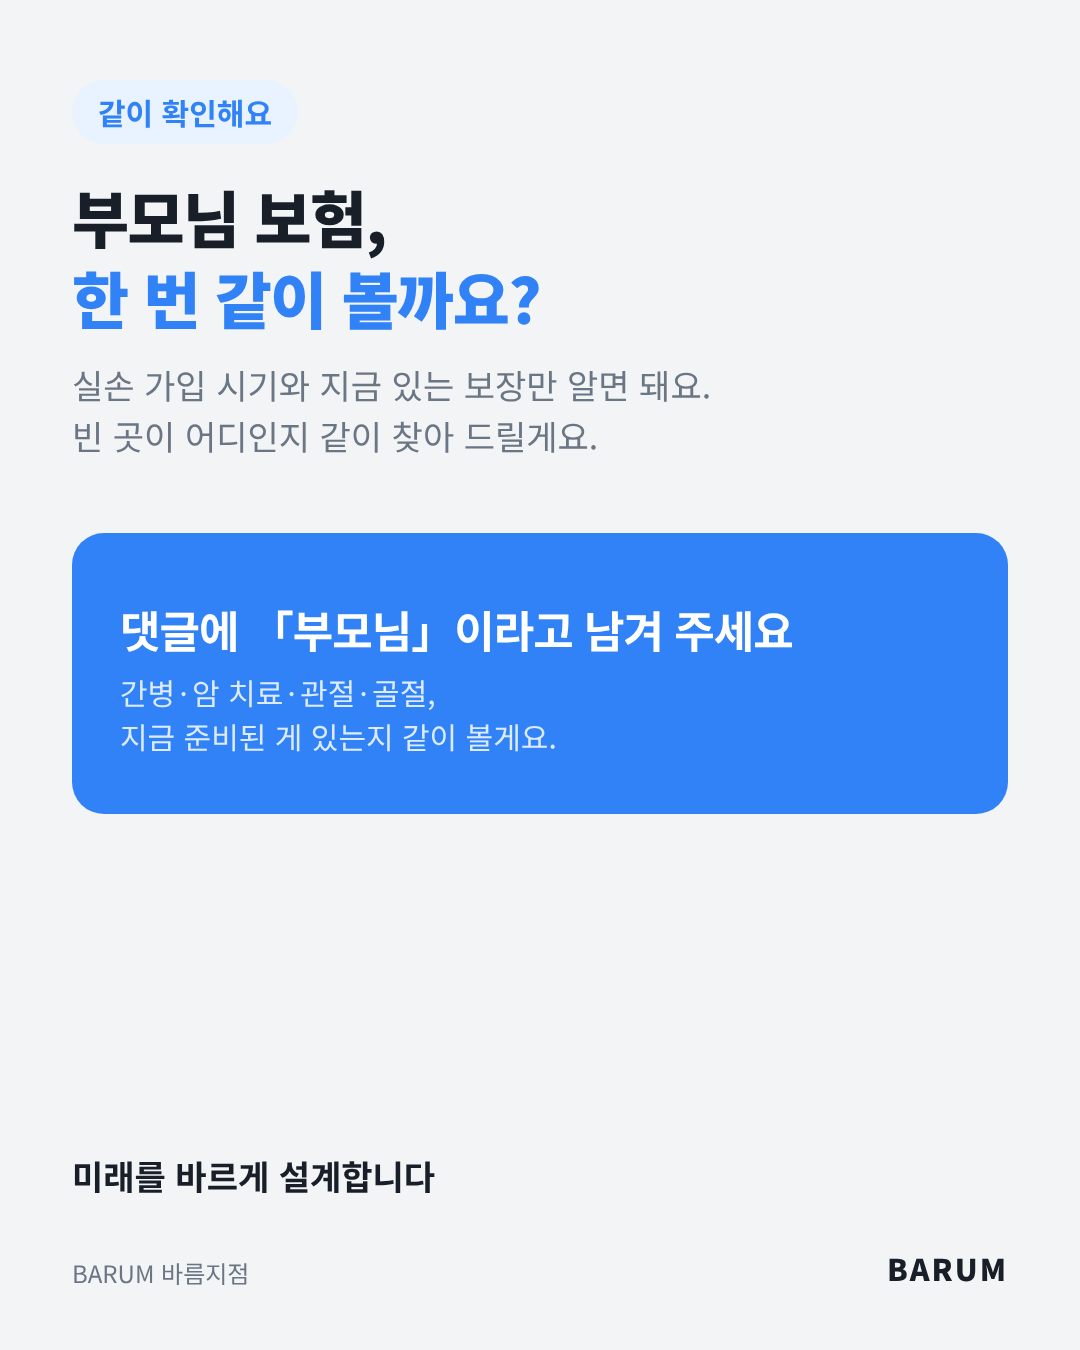 같이 확인해요
부모님 보험,
한 번 같이 볼까요?
실손 가입 시기와 지금 있는 보장만 알면 돼요.
빈 곳이 어디인지 같이 찾아 드릴게요.
댓글에 「부모님」이라고 남겨 주세요
간병·암 치료·관절·골절,
지금 준비된 게 있는지 같이 볼게요.
미래를 바르게 설계합니다
BARUM 바름지점
BARUM